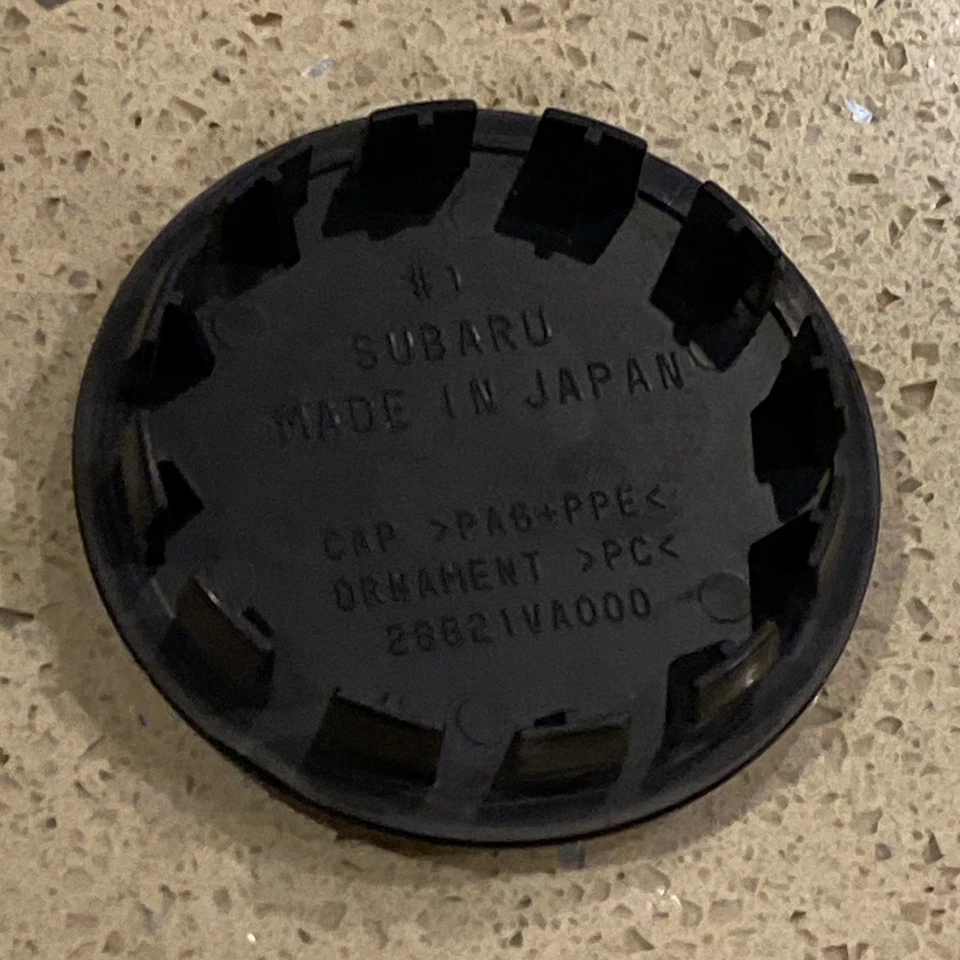 #1
SUBARU
MADE IN JAPAN
CAP >PA6+PPE<
ORNAMENT >PC<
28821VA000